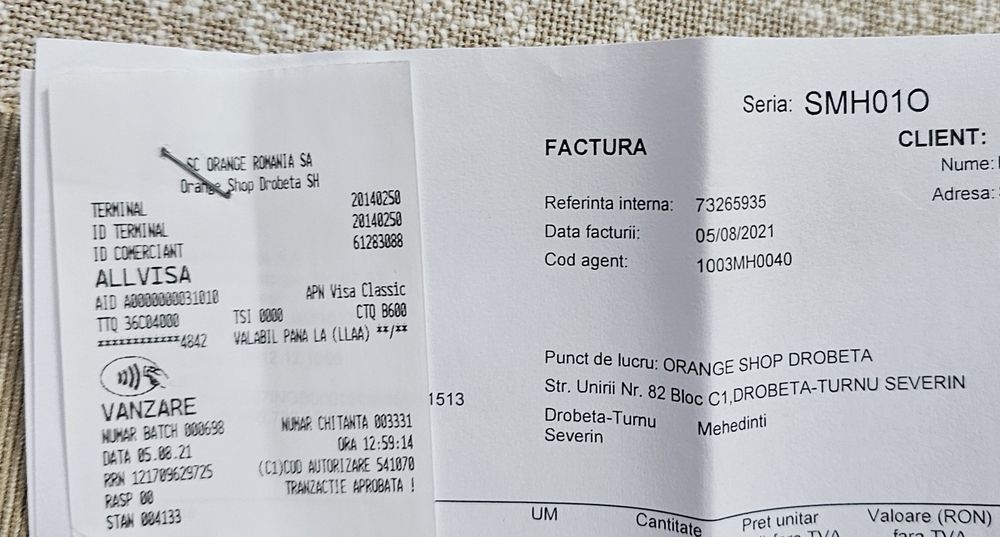 SC ORANGE ROMANIA SA
Orange Shop Drobeta SH
TERMINAL 20140250
ID TERMINAL 20140250
ID COMERCIANT 61283088
ALLVISA
AID A0000000031010 APN Visa Classic
TTQ 36C04000 TSI 0000 CTQ B600
************4842 VALABIL PANA LA (LLAA) **/**
VANZARE
NUMAR BATCH 000698 NUMAR CHITANTA 003331
DATA 05.08.21 ORA 12:59:14
RRN 121709629725 (C1)COD AUTORIZARE 541070
RASP 00 TRANZACTIE APROBATA !
STAN 004133
1513
Seria: SMH01O
FACTURA
CLIENT:
Nume:
Adresa:
Referinta interna: 73265935
Data facturii: 05/08/2021
Cod agent: 1003MH0040
Punct de lucru: ORANGE SHOP DROBETA
Str. Unirii Nr. 82 Bloc C1,DROBETA-TURNU SEVERIN
Drobeta-Turnu Mehedinti
Severin
UM Cantitate Pret unitar Valoare (RON)
fara TVA